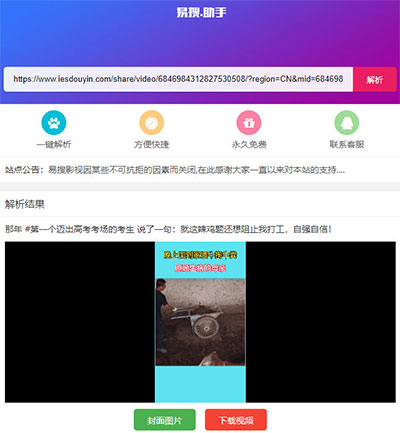 易搜.助手
https://www.iesdouyin.com/share/video/6846984312827530508/?region=CN&mid=684698
解析
一键解析
方便快捷
永久免费
联系客服
站点公告：易搜影视因某些不可抗拒的因素而关闭,在此感谢大家一直以来对本站的支持....
解析结果
那年 #第一个迈出高考考场的考生 说了一句：就这辣鸡题还想阻止我打工，自强自信！
封面图片
下载视频